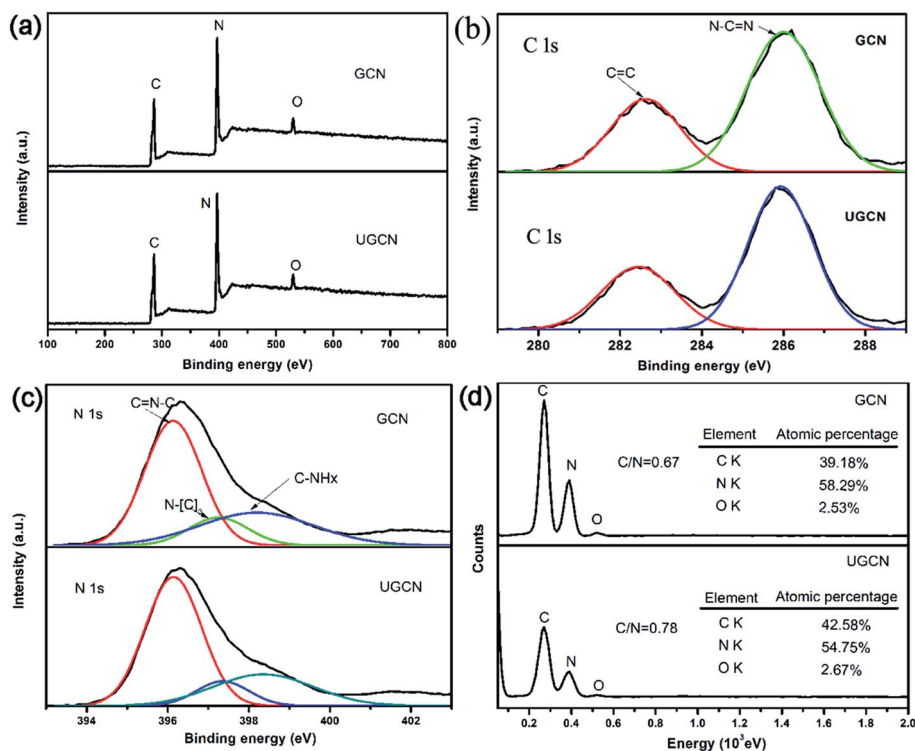 (a)
N
GCN
C
O
N
UGCN
C
O
Intensity (a.u.)
0 100 200 300 400 500 600 700 800
Binding energy (eV)
(b)
C 1s
N-C=N
GCN
C=C
C 1s
UGCN
Intensity (a.u.)
280 282 284 286 288
Binding energy (eV)
(c)
N 1s
C=N-C
GCN
C-NHx
N-[C]3
N 1s
UGCN
Intensity (a.u.)
394 396 398 400 402
Binding energy (eV)
(d)
C
GCN
Element Atomic percentage
C/N=0.67
C K 39.18%
N
N K 58.29%
O K 2.53%
O
UGCN
Element Atomic percentage
C
C/N=0.78
C K 42.58%
N K 54.75%
N
O K 2.67%
O
Counts
0.2 0.4 0.6 0.8 1.0 1.2 1.4 1.6 1.8 2.0
Energy (10³eV)